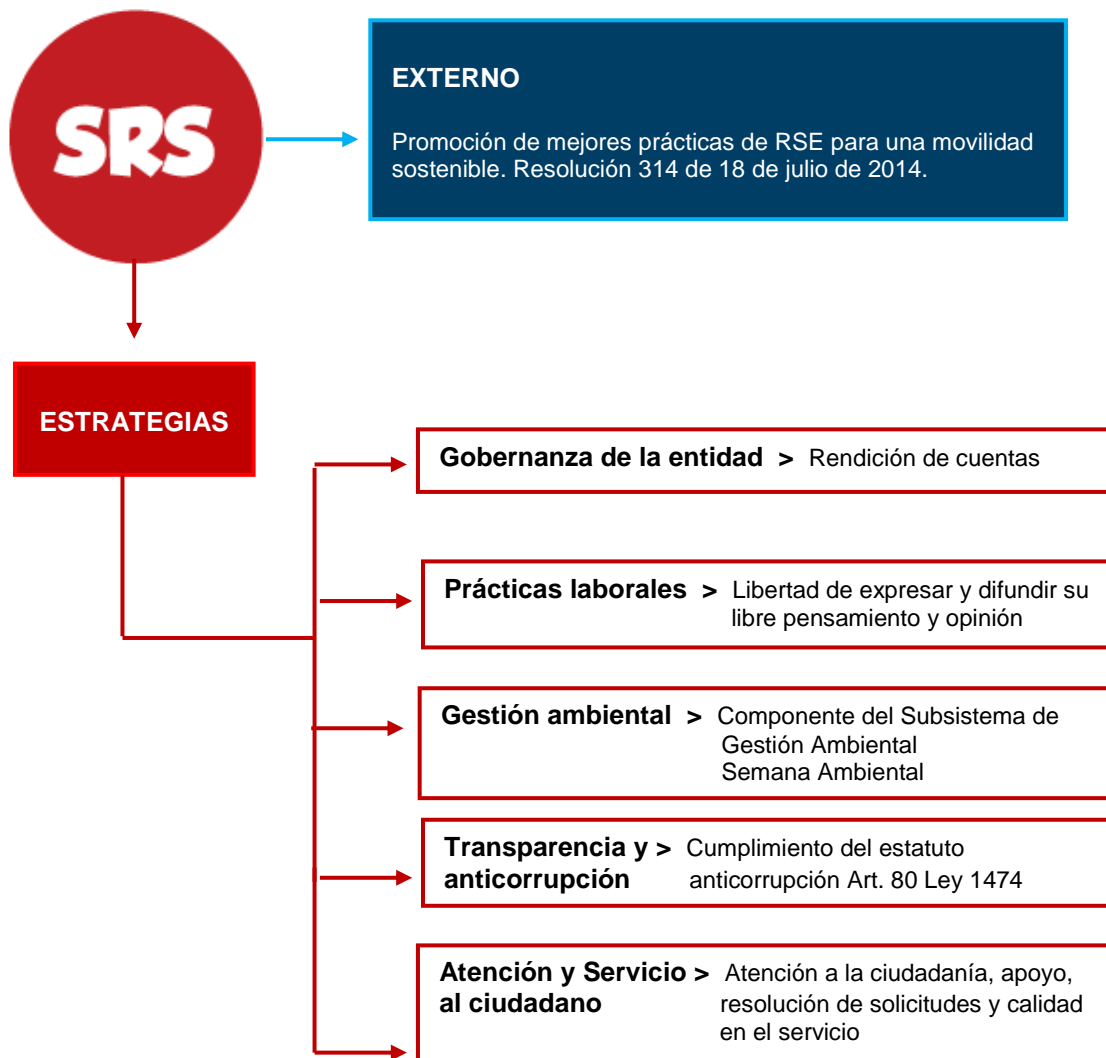 SRS
EXTERNO
Promoción de mejores prácticas de RSE para una movilidad
sostenible. Resolución 314 de 18 de julio de 2014.
ESTRATEGIAS
Gobernanza de la entidad > Rendición de cuentas
Prácticas laborales > Libertad de expresar y difundir su
libre pensamiento y opinión
Gestión ambiental > Componente del Subsistema de
Gestión Ambiental
Semana Ambiental
Transparencia y > Cumplimiento del estatuto
anticorrupción anticorrupción Art. 80 Ley 1474
Atención y Servicio > Atención a la ciudadanía, apoyo,
al ciudadano resolución de solicitudes y calidad
en el servicio